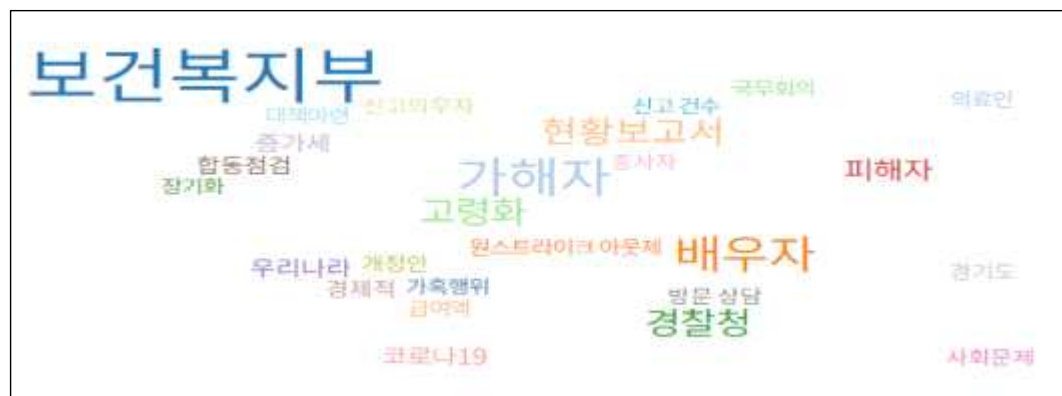 보건복지부
국무회의
의료인
신고의무자
신고 건수
대책마련
현황보고서
증가세
종사자
합동점검
가해자
피해자
장기화
고령화
원스트라이크 아웃제
배우자
우리나라
개정안
경기도
경제적
가혹행위
방문 상담
급여액
경찰청
코로나19
사회문제